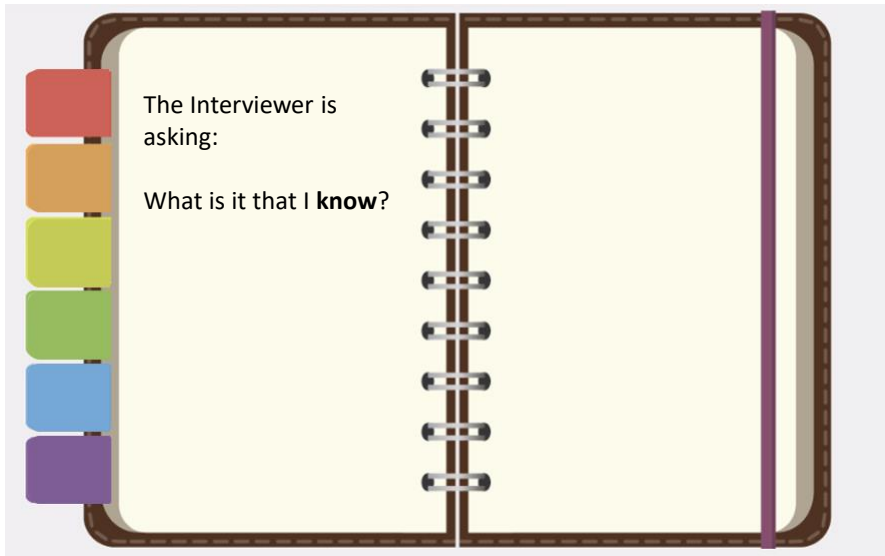 The Interviewer is
asking:
What is it that I know?